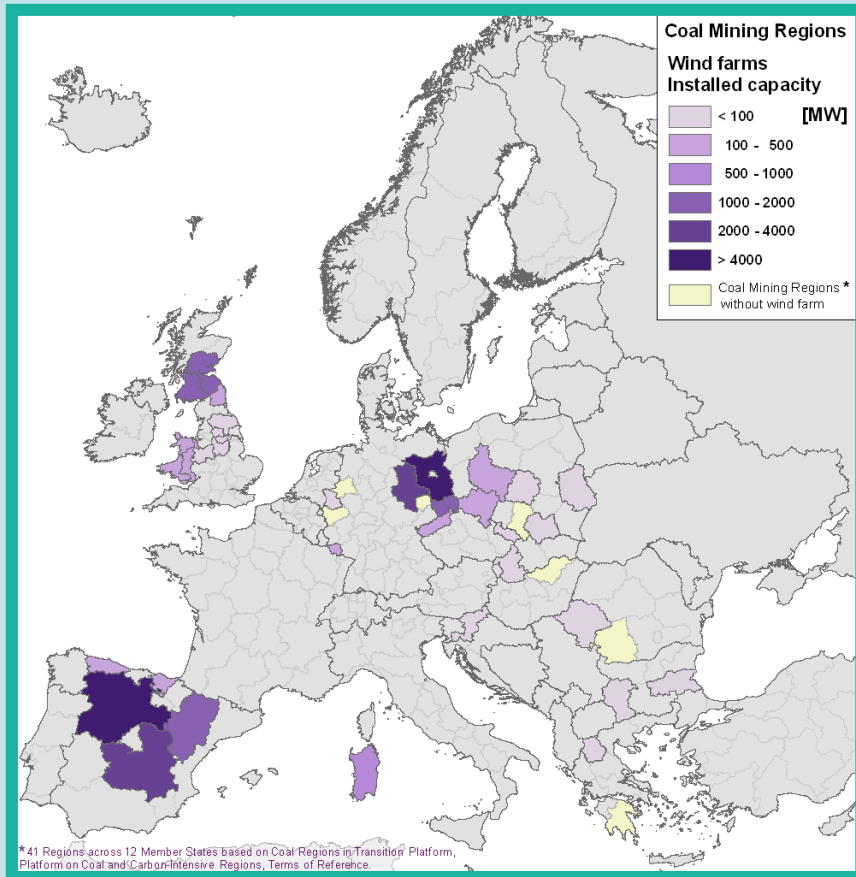 Coal Mining Regions
Wind farms
Installed capacity
< 100 [MW]
100 - 500
500 - 1000
1000 - 2000
2000 - 4000
> 4000
Coal Mining Regions *
without wind farm
* 41 Regions across 12 Member States based on Coal Regions in Transition Platform,
Platform on Coal and Carbon-Intensive Regions, Terms of Reference.